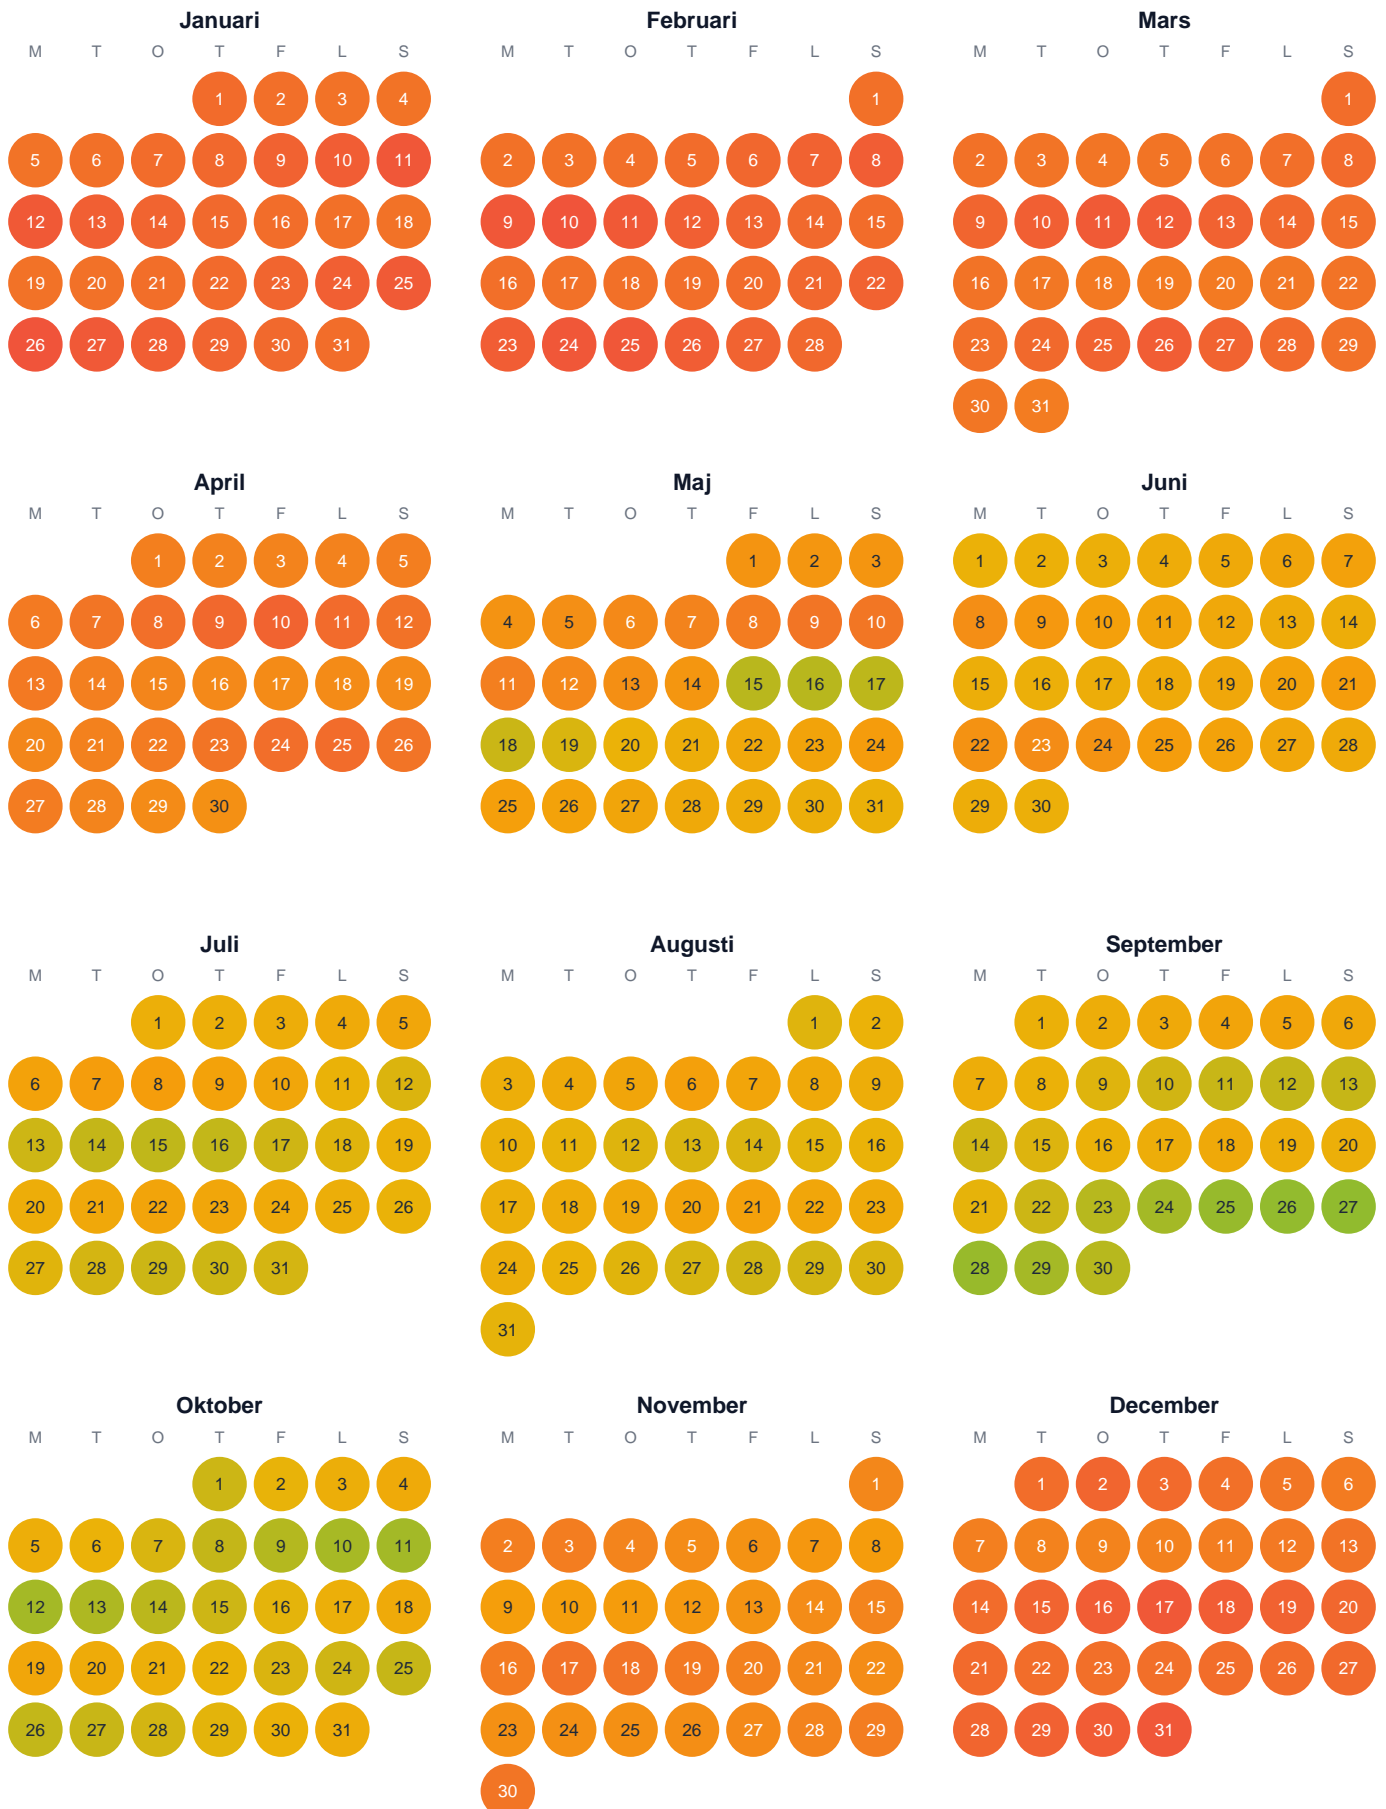 Januari Februari Mars
M T O T F L S M T O T F L S M T O T F L S
1 2 3 4 1 1
5 6 7 8 9 10 11 2 3 4 5 6 7 8 2 3 4 5 6 7 8
12 13 14 15 16 17 18 9 10 11 12 13 14 15 9 10 11 12 13 14 15
19 20 21 22 23 24 25 16 17 18 19 20 21 22 16 17 18 19 20 21 22
26 27 28 29 30 31 23 24 25 26 27 28 23 24 25 26 27 28 29
30 31
April Maj Juni
M T O T F L S M T O T F L S M T O T F L S
1 2 3 4 5 1 2 3 1 2 3 4 5 6 7
6 7 8 9 10 11 12 4 5 6 7 8 9 10 8 9 10 11 12 13 14
13 14 15 16 17 18 19 11 12 13 14 15 16 17 15 16 17 18 19 20 21
20 21 22 23 24 25 26 18 19 20 21 22 23 24 22 23 24 25 26 27 28
27 28 29 30 25 26 27 28 29 30 31 29 30
Juli Augusti September
M T O T F L S M T O T F L S M T O T F L S
1 2 3 4 5 1 2 1 2 3 4 5 6
6 7 8 9 10 11 12 3 4 5 6 7 8 9 7 8 9 10 11 12 13
13 14 15 16 17 18 19 10 11 12 13 14 15 16 14 15 16 17 18 19 20
20 21 22 23 24 25 26 17 18 19 20 21 22 23 21 22 23 24 25 26 27
27 28 29 30 31 24 25 26 27 28 29 30 28 29 30
31
Oktober November December
M T O T F L S M T O T F L S M T O T F L S
1 2 3 4 1 1 2 3 4 5 6
5 6 7 8 9 10 11 2 3 4 5 6 7 8 7 8 9 10 11 12 13
12 13 14 15 16 17 18 9 10 11 12 13 14 15 14 15 16 17 18 19 20
19 20 21 22 23 24 25 16 17 18 19 20 21 22 21 22 23 24 25 26 27
26 27 28 29 30 31 23 24 25 26 27 28 29 28 29 30 31
30